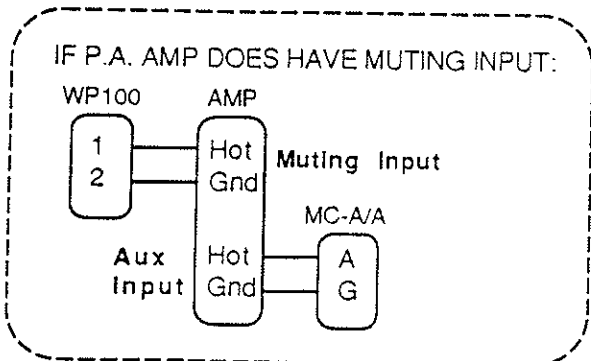 IF P.A. AMP DOES HAVE MUTING INPUT:
WP100 AMP
1 Hot Muting Input
2 Gnd
MC-A/A
Aux Hot A
Input Gnd G